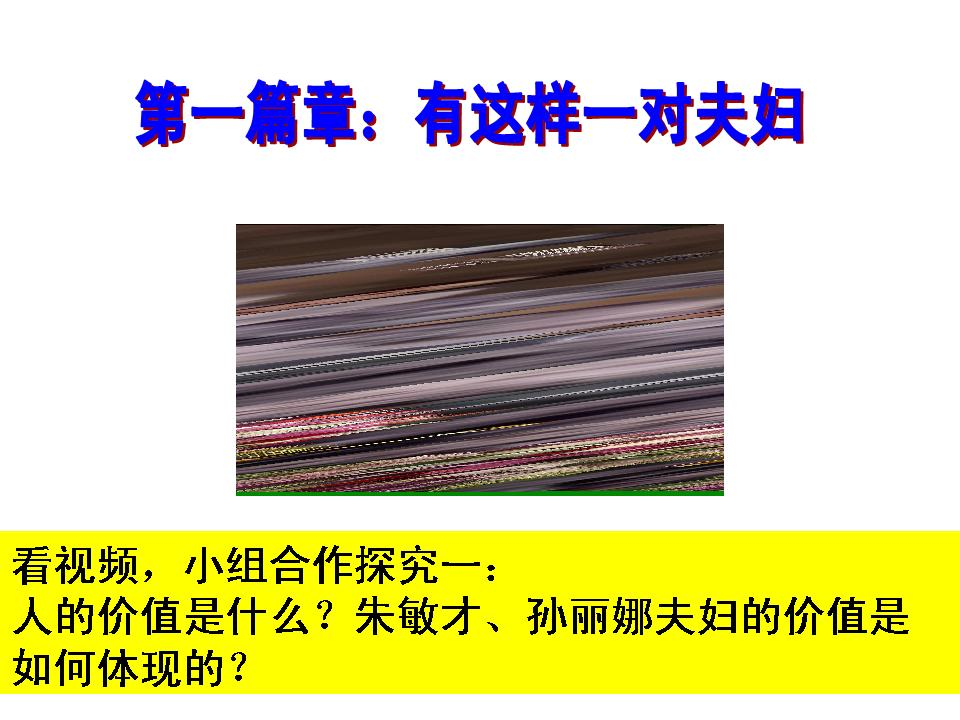 第一篇章：有这样一对夫妇
看视频，小组合作探究一：
人的价值是什么？朱敏才、孙丽娜夫妇的价值是
如何体现的？